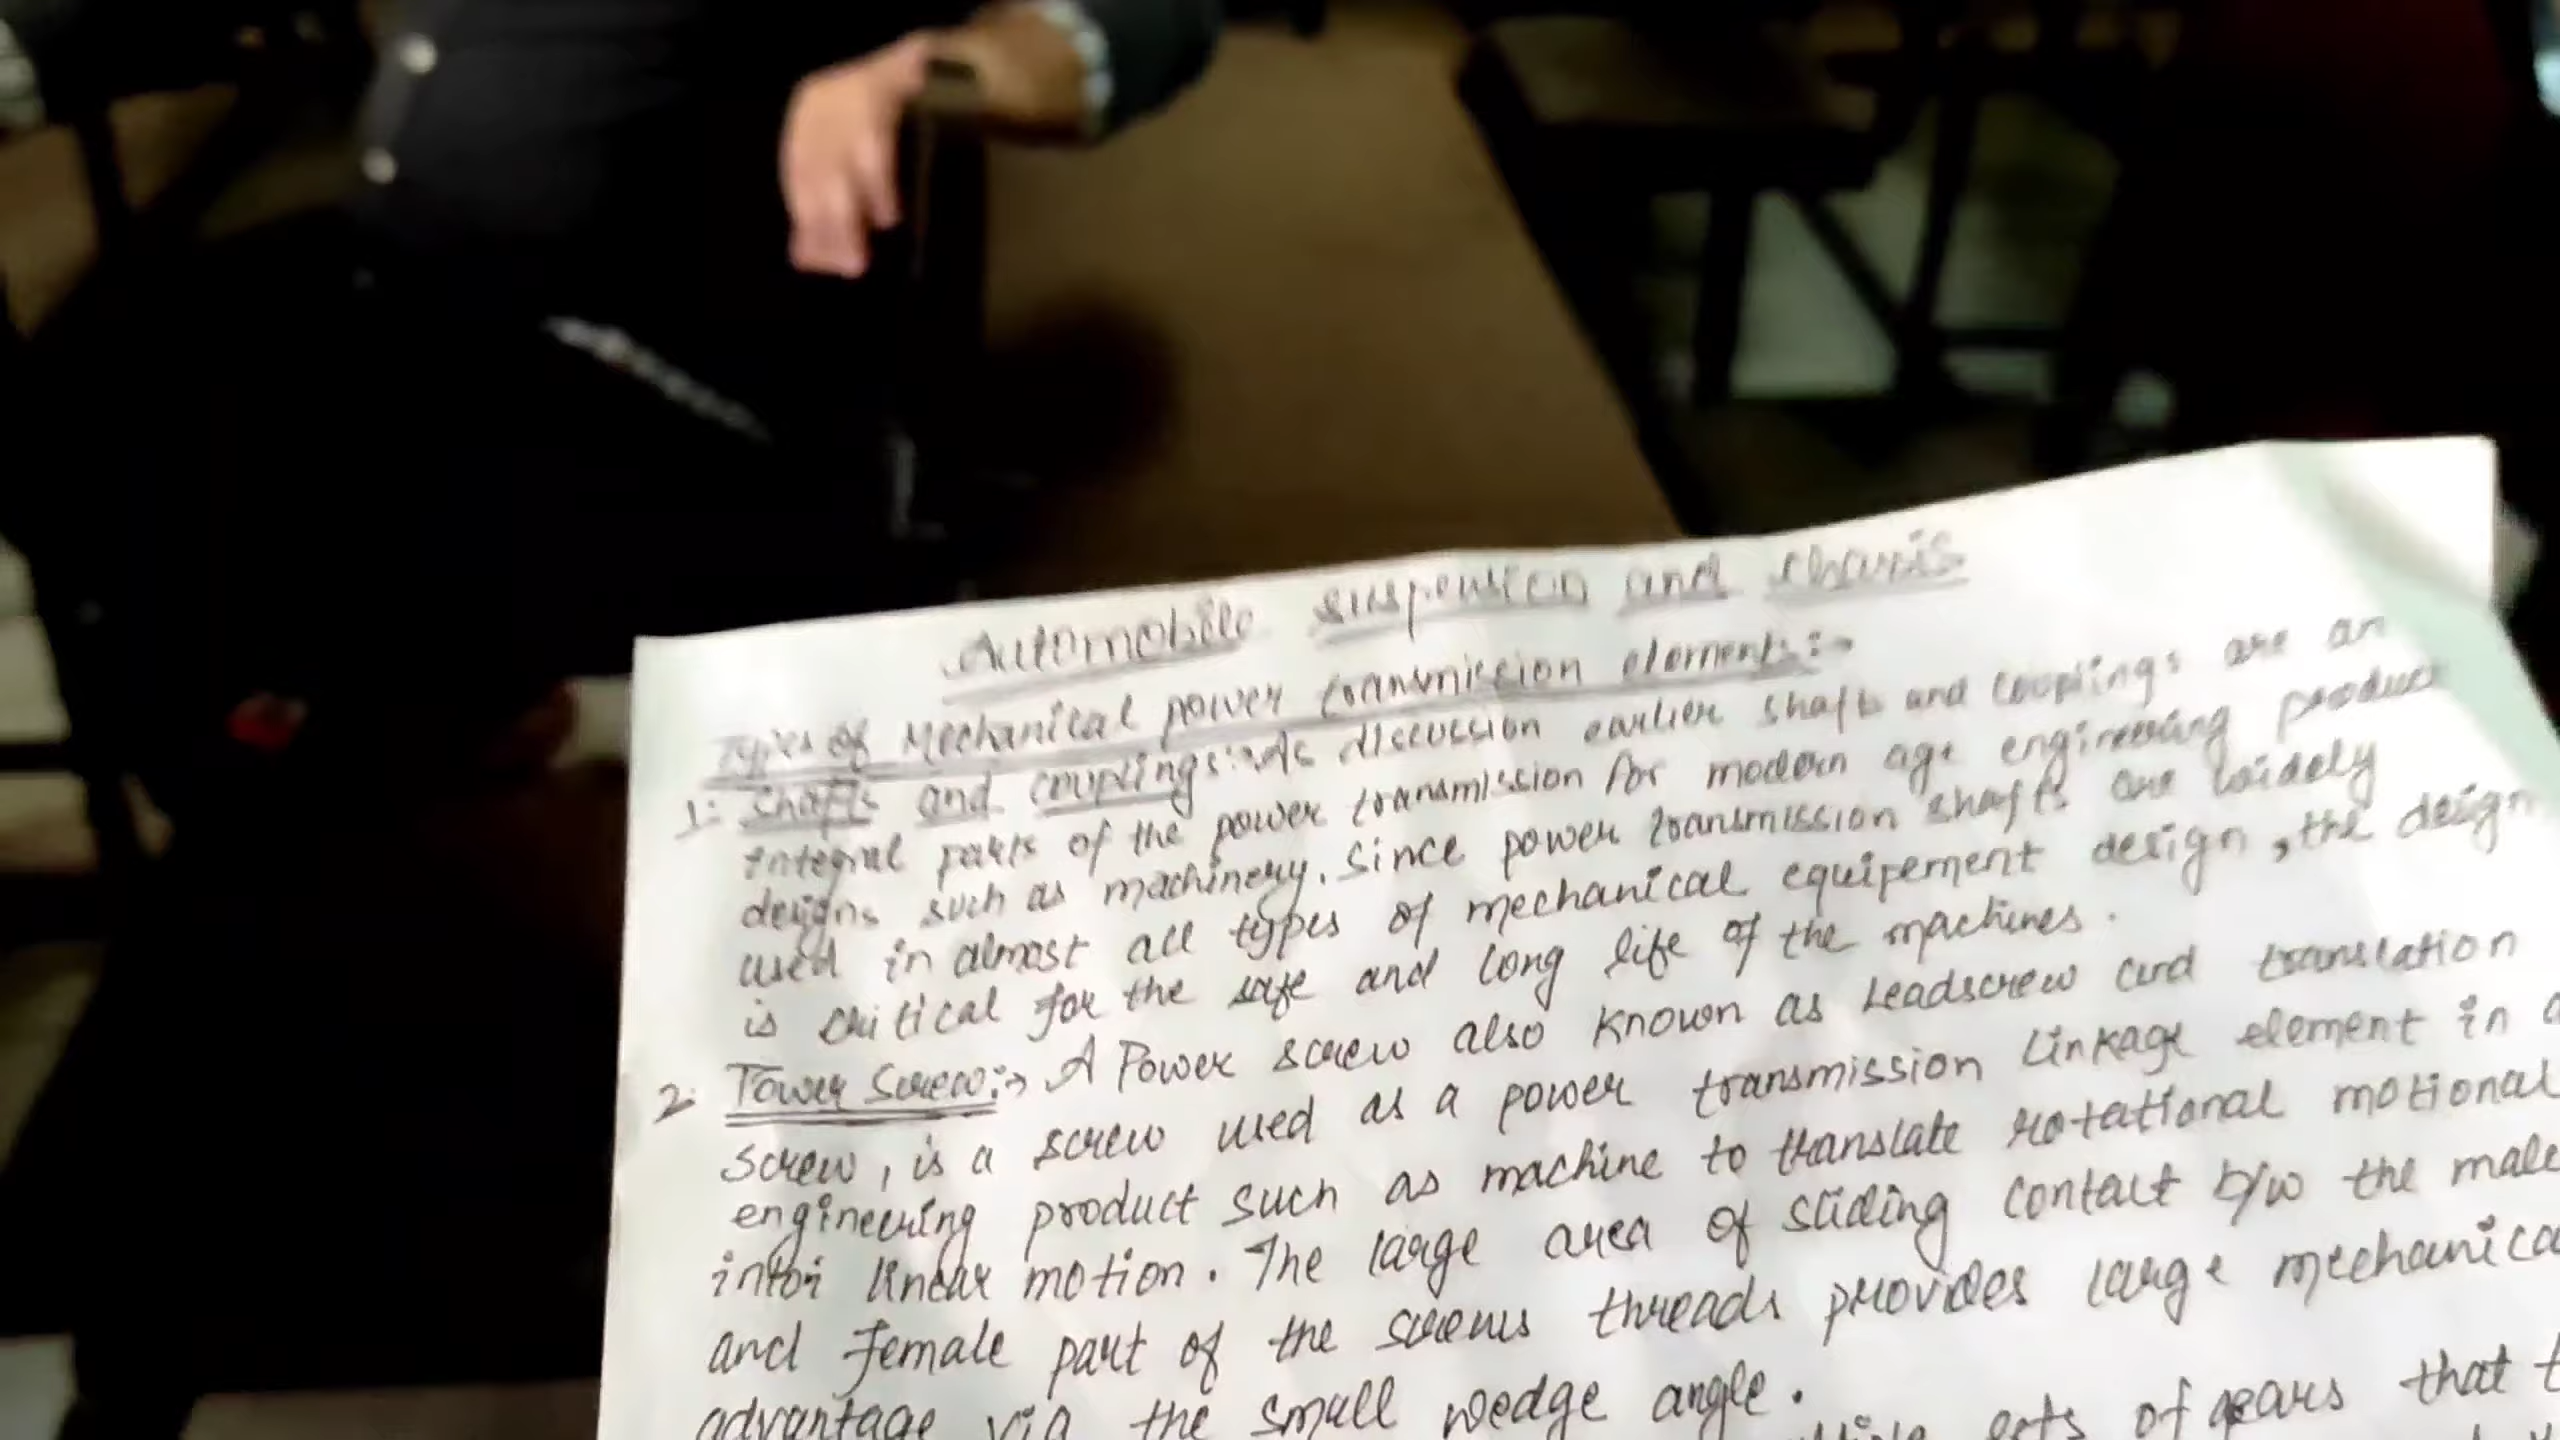 Automobile suspension and chasis
Types of Mechanical power transmission elements:→
1: Shafts and couplings:→As discussion earlier shaft and couplings are an
integral parts of the power transmission for modern age engineering product
designs such as machinery. Since power transmission shafts are widely
used in almost all types of mechanical equipement design, the design
is critical for the safe and long life of the machines.
2. Power Screw:→ A Power screw also known as Leadscrew and translation
screw, is a screw used as a power transmission linkage element in
engineering product such as machine to translate rotational motional
into linear motion. The large area of sliding contact b/w the male
and female part of the screws threads provides large mechanica
advantage via the small wedge angle.
of gears that